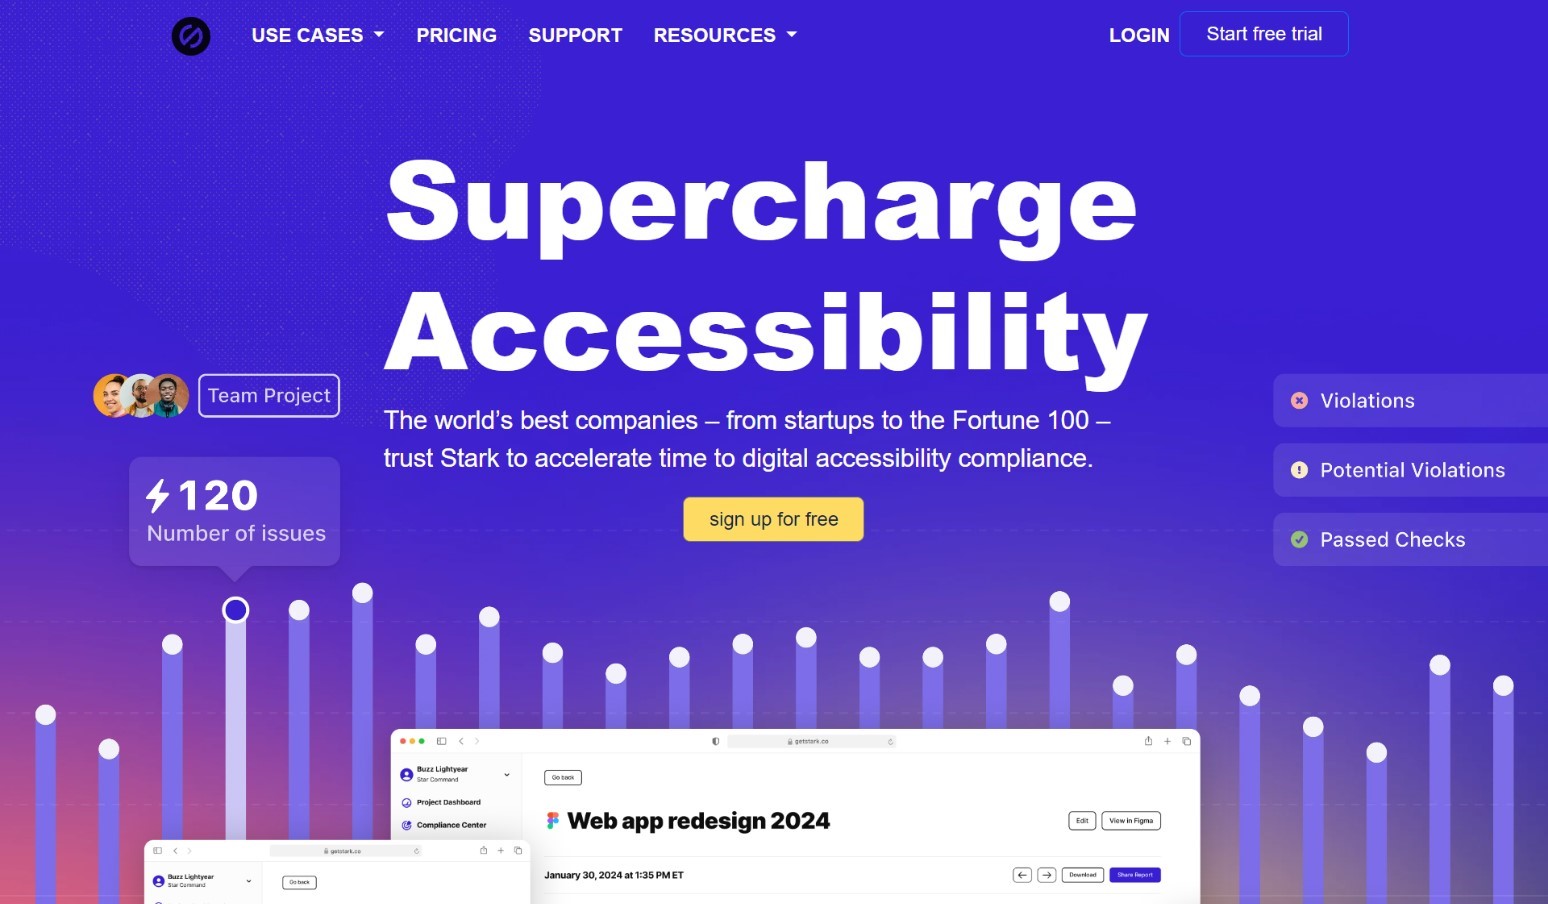 USE CASES
PRICING
SUPPORT
RESOURCES
LOGIN
Start free trial
Supercharge
Accessibility
The world’s best companies – from startups to the Fortune 100 –
trust Stark to accelerate time to digital accessibility compliance.
sign up for free
Team Project
120
Number of issues
Violations
Potential Violations
Passed Checks
getstark.co
Buzz Lightyear
Star Command
Project Dashboard
Compliance Center
Go back
Web app redesign 2024
Edit
View in Figma
January 30, 2024 at 1:35 PM ET
Download
Share Report
getstark.co
Buzz Lightyear
Star Command
Go back